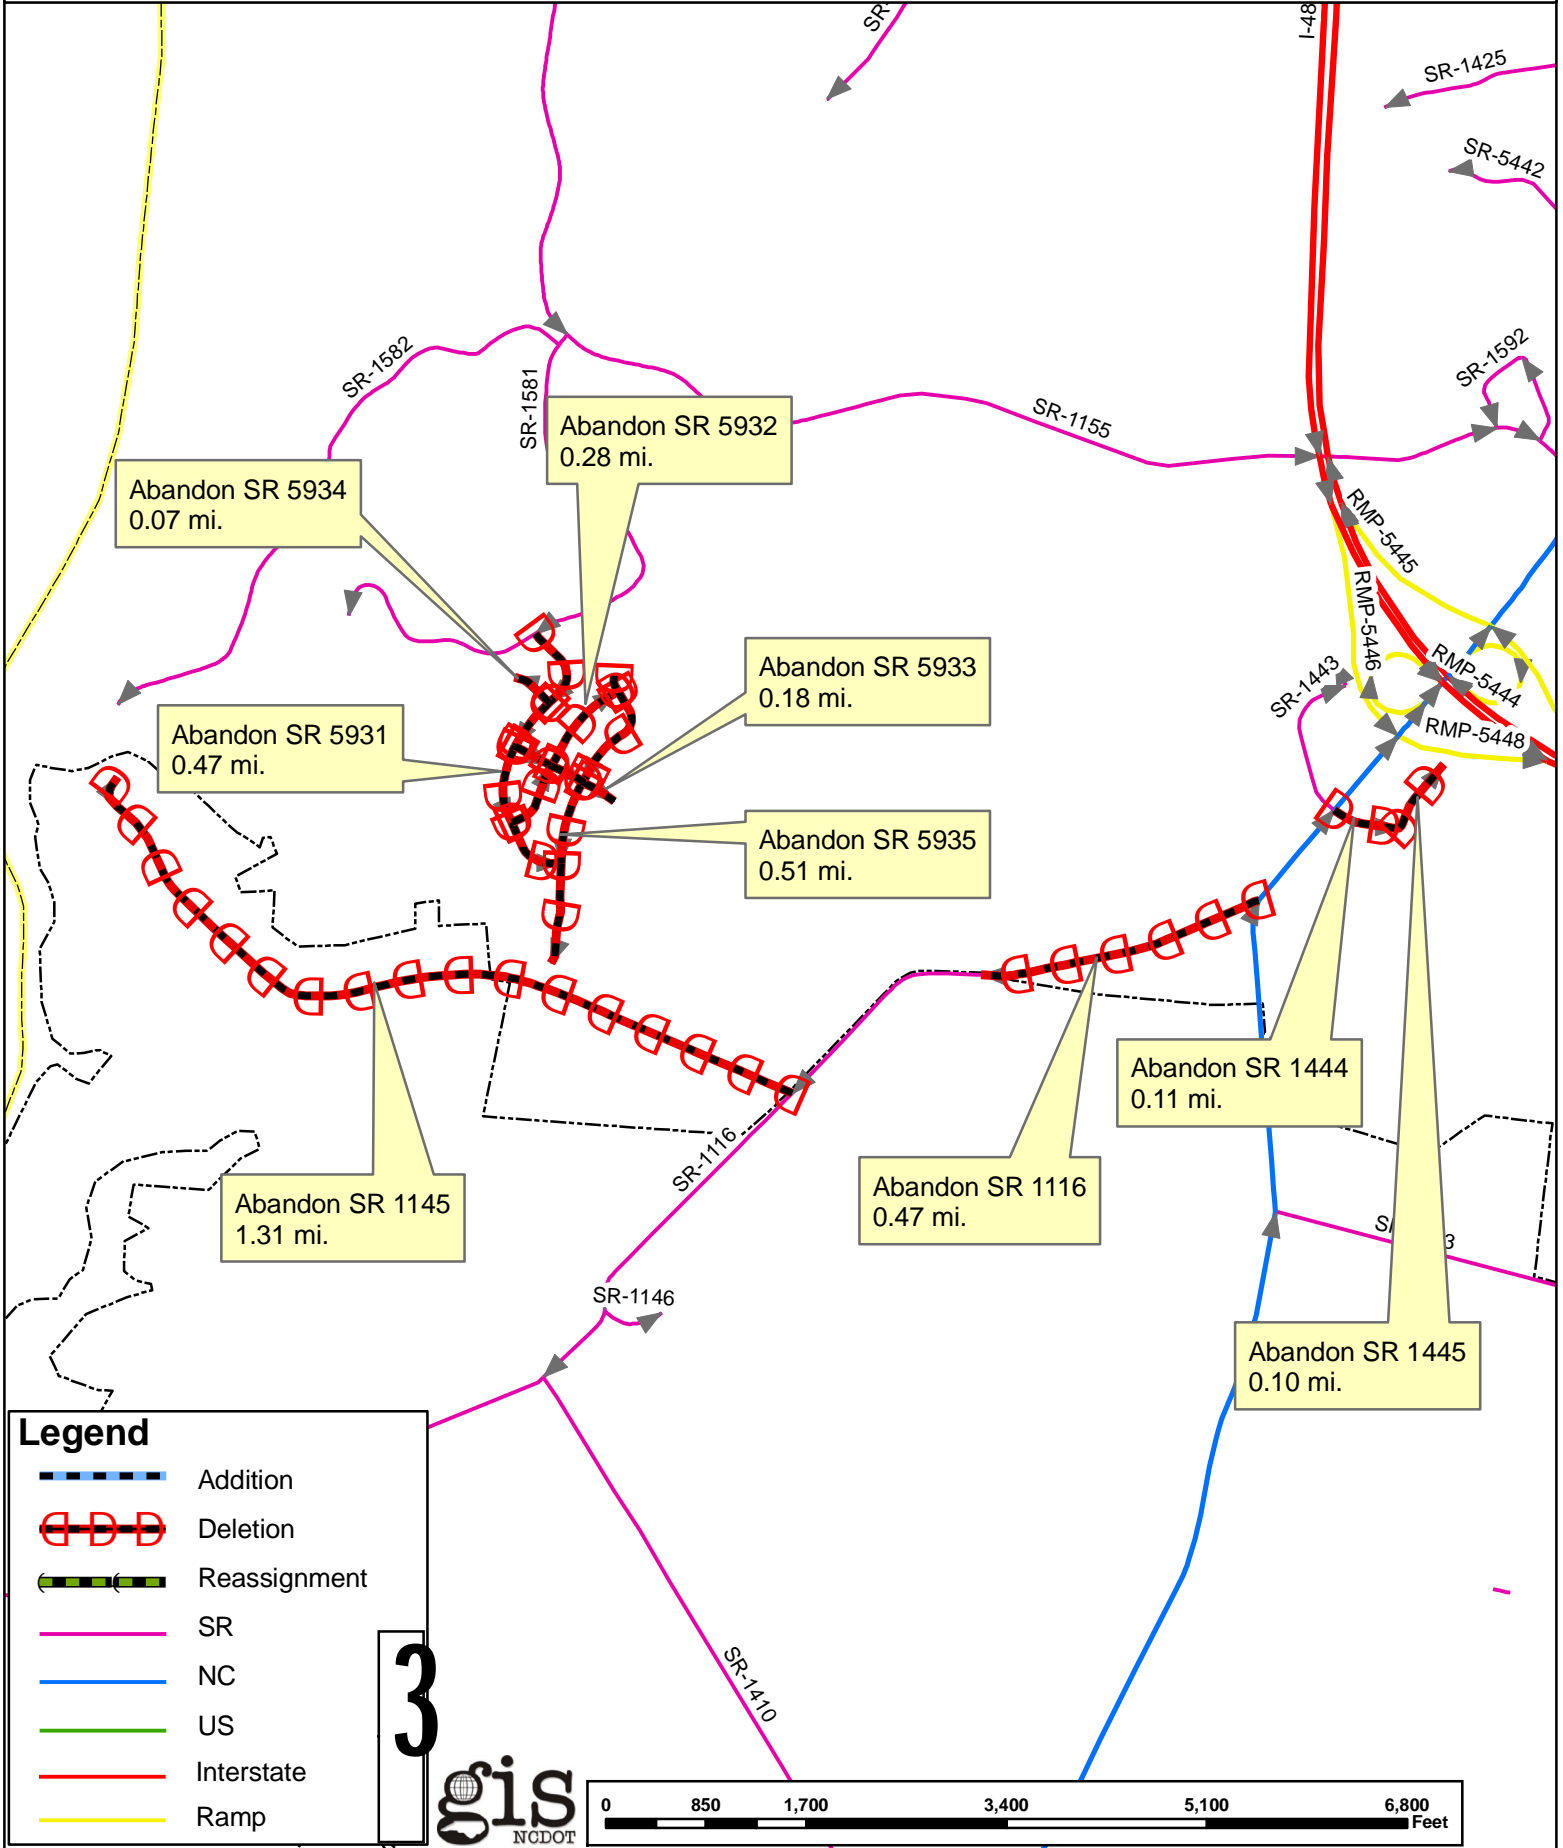 SR-
I-48
SR-1425
SR-5442
SR-1592
SR-1582
SR-1581
SR-1155
Abandon SR 5932
0.28 mi.
Abandon SR 5934
0.07 mi.
RMP-5445
RMP-5446
RMP-5444
RMP-5448
SR-1443
Abandon SR 5933
0.18 mi.
Abandon SR 5931
0.47 mi.
Abandon SR 5935
0.51 mi.
Abandon SR 1444
0.11 mi.
SR-1116
Abandon SR 1116
0.47 mi.
Abandon SR 1145
1.31 mi.
3
SR-1146
Abandon SR 1445
0.10 mi.
SR-1410
Legend
Addition
Deletion
Reassignment
SR
NC
US
Interstate
Ramp
3
gis
NCDOT
0 850 1,700 3,400 5,100 6,800
Feet